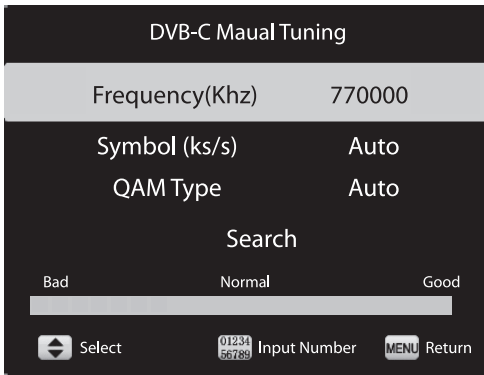 DVB-C Maual Tuning
Frequency(Khz) 770000
Symbol (ks/s) Auto
QAM Type Auto
Search
Bad Normal Good
Select 01234 56789 Input Number MENU Return